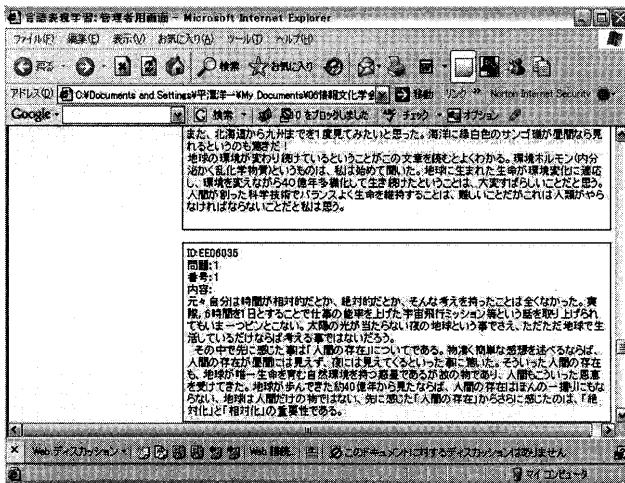 言語表現学習:管理者用画面 - Microsoft Internet Explorer
ファイル(F) 編集(E) 表示(V) お気に入り(A) ツール(T) ヘルプ(H)
戻る 検索 お気に入り
アドレス(D) C:¥Documents and Settings¥平澤洋一¥My Documents¥06情報文化学会 移動 リンク » Norton Internet Security
Google 検索 0 をブロックしました チェック オプション
また、北海道から九州までを1度見てみたいと思った。海洋に緑白色のサンゴ礁が昼間なら見
れるというのも驚きだ!
地球の環境が変わり続けているということがこの文章を読むとよくわかる。環境ホルモン(内分
泌かく乱化学物質)というものは、私は始めて聞いた。地球に生まれた生命が環境変化に適応
し、環境を変えながら40億年多様化して生き続けたということは、大変すばらしいことだと思う。
人間が創った科学技術でバランスよく生命を維持することは、難しいことだがこれは人類がやら
なければならないことだと私は思う。
ID:EE06035
問題:1
番号:1
内容:
元々自分は時間が相対的だとか、絶対的だとか、そんな考えを持ったことは全くなかった。実
際、6時間を1日とすることで仕事の能率を上げた宇宙飛行ミッション等という話を取り上げられ
てもいま一つピンとこない。太陽の光が当たらない夜の地球という事でさえ、ただただ地球で生
活しているだけならば考える事ではないだろう。
その中で先に感じた事は「人間の存在」についてである。物凄く簡単な感想を述べるならば、
人間の存在が昼間には見えず、夜には見えてくるといった事に驚いた。そういった人間の存在
も、地球が唯一生命を育む自然環境を持つ惑星であるが故の物であり、人間もこういった恩恵
を受けてきた。地球が歩んできた約40億年から見たならば、人間の存在はほんの一握りにもな
らない、地球は人間だけの物ではない、先に感じた「人間の存在」からさらに感じたのは、「絶
対化」と「相対化」の重要性である。
Web ディスカッション Web 接続... このドキュメントに対するディスカッションはありません
マイ コンピュータ